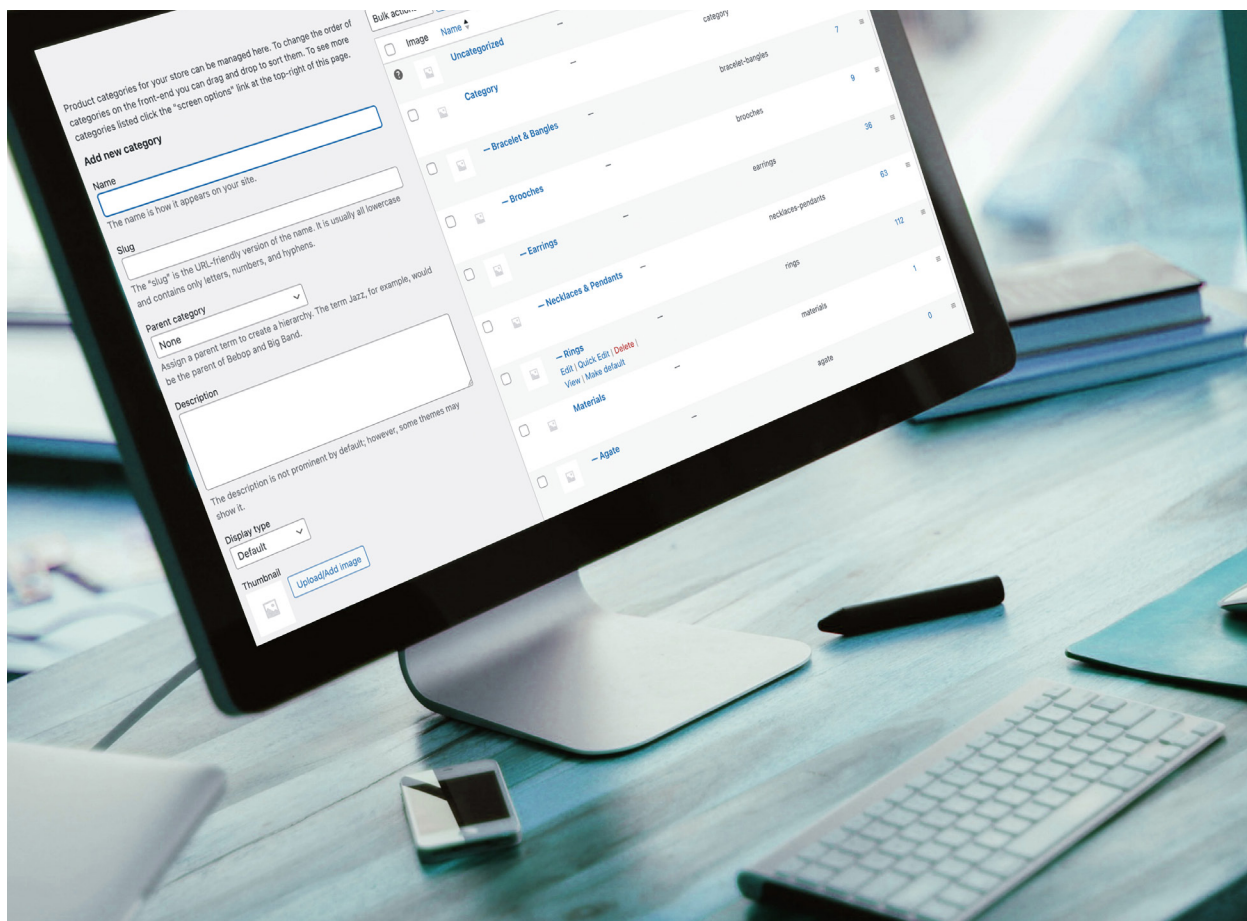 Product categories for your store can be managed here. To change the order of
categories on the front-end you can drag and drop to sort them. To see more
categories listed click the "screen options" link at the top-right of this page.
Add new category
Name
The name is how it appears on your site.
Slug
The "slug" is the URL-friendly version of the name. It is usually all lowercase
and contains only letters, numbers, and hyphens.
Parent category
None
Assign a parent term to create a hierarchy. The term Jazz, for example, would
be the parent of Bebop and Big Band.
Description
The description is not prominent by default; however, some themes may
show it.
Display type
Default
Thumbnail
Upload/Add image
Bulk actions
Image Name
Uncategorized —
Category — category
— Bracelet & Bangles — bracelet-bangles 7
— Brooches — brooches 9
— Earrings — earrings 36
— Necklaces & Pendants — necklaces-pendants 63
— Rings — rings 112
Edit | Quick Edit | Delete |
View | Make default
Materials — materials 1
— Agate — agate 0